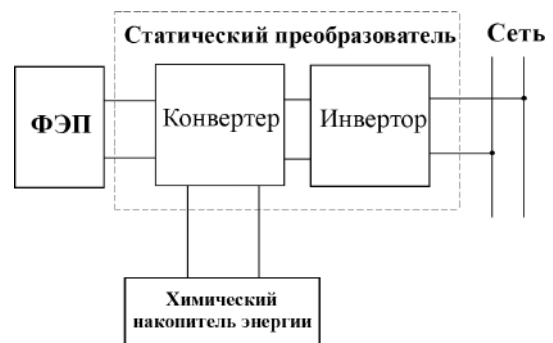 Статический преобразователь
Сеть
ФЭП
Конвертер
Инвертор
Химический
накопитель энергии